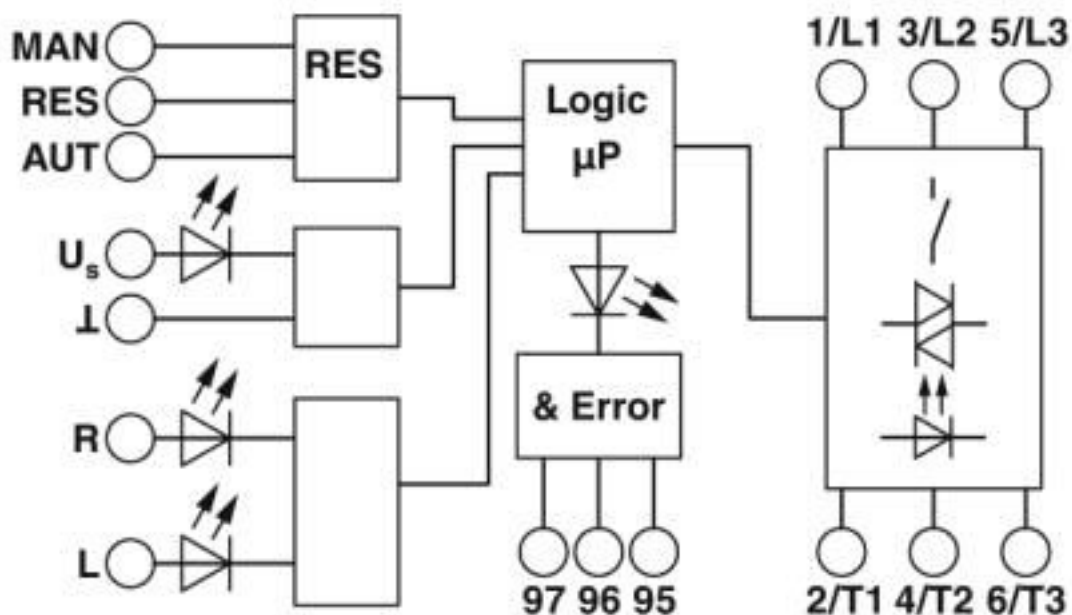 MAN
RES
AUT
RES
U_s
⊥
R
L
Logic
µP
& Error
97 96 95
1/L1 3/L2 5/L3
2/T1 4/T2 6/T3